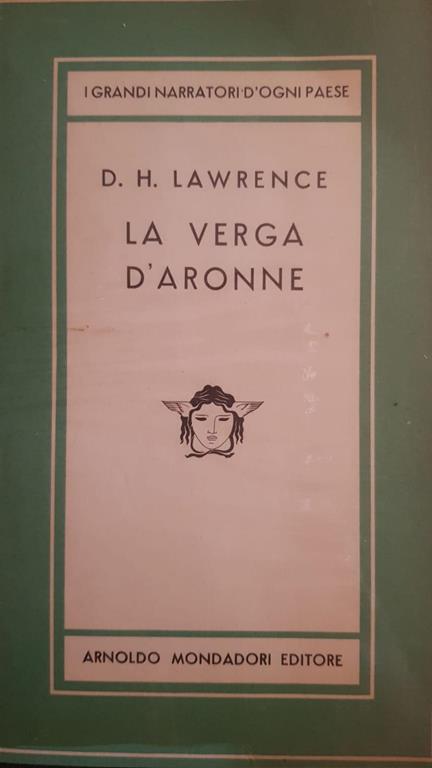 I GRANDI NARRATORI D'OGNI PAESE
D. H. LAWRENCE
LA VERGA
D'ARONNE
ARNOLDO MONDADORI EDITORE